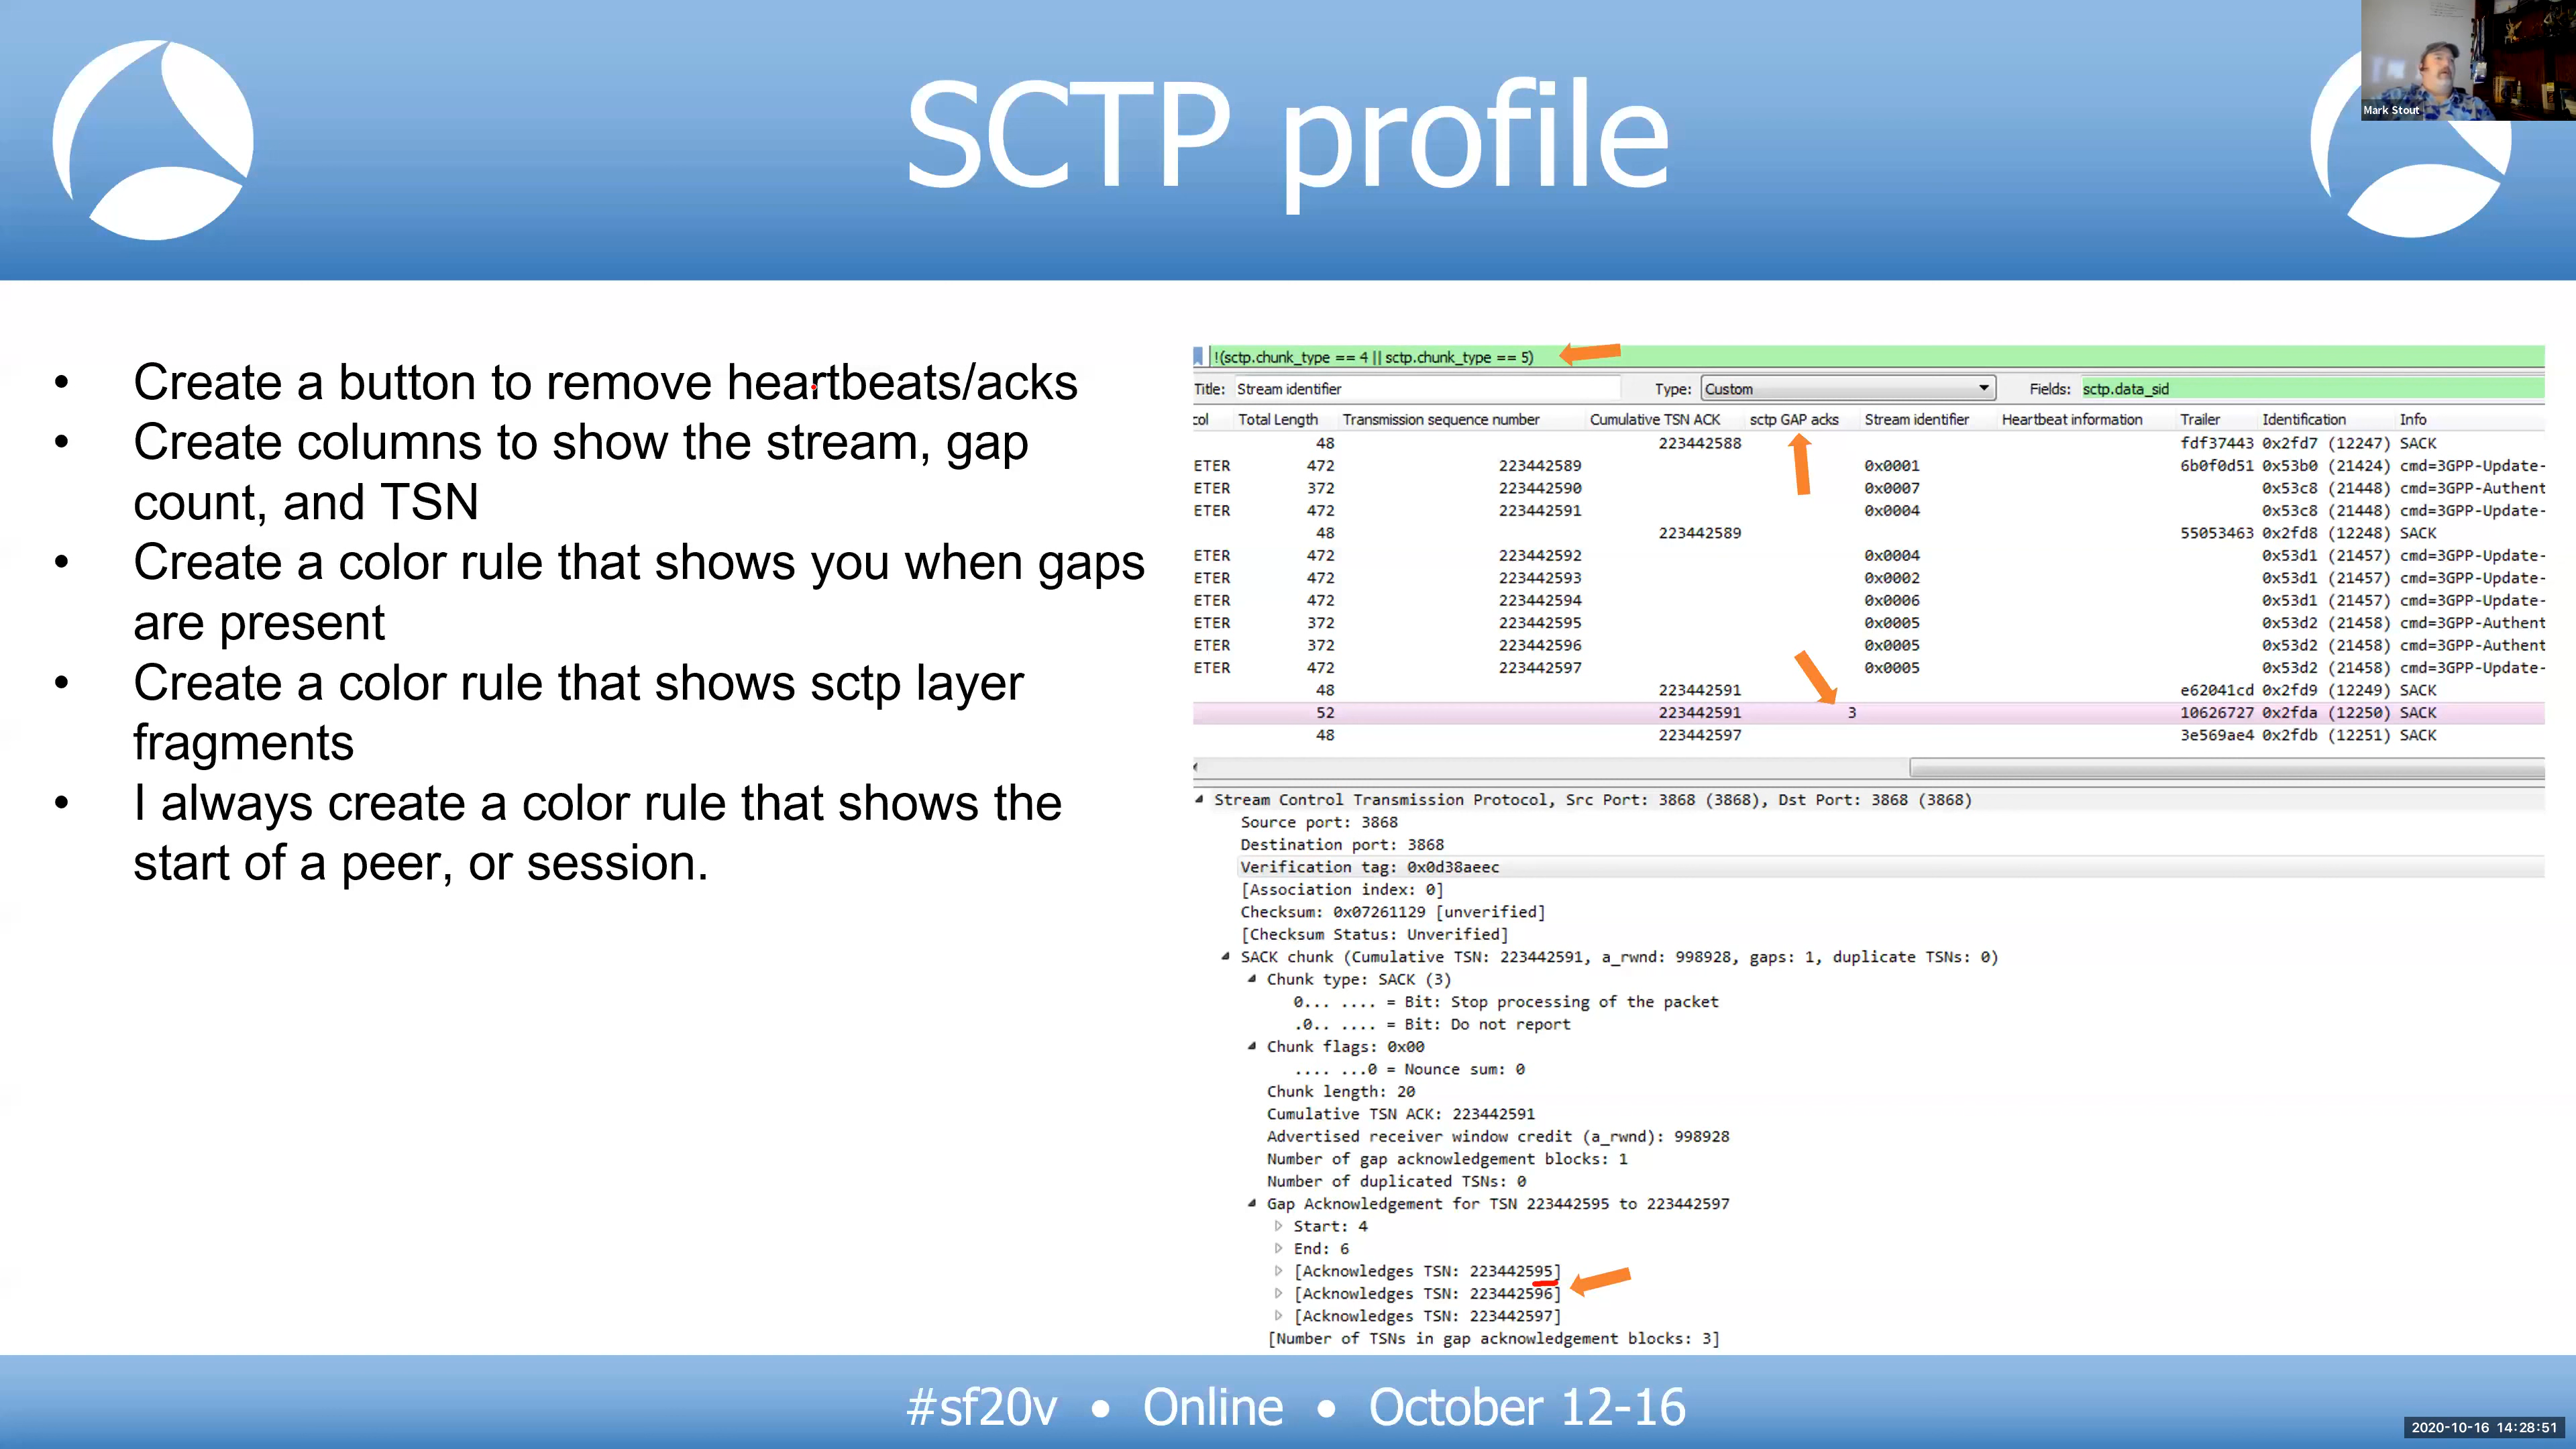 SCTP profile
Mark Stout
• Create a button to remove heartbeats/acks
• Create columns to show the stream, gap
count, and TSN
• Create a color rule that shows you when gaps
are present
• Create a color rule that shows sctp layer
fragments
• I always create a color rule that shows the
start of a peer, or session.
!(sctp.chunk_type == 4 || sctp.chunk_type == 5)
Title: Stream identifier Type: Custom Fields: sctp.data_sid
col Total Length Transmission sequence number Cumulative TSN ACK sctp GAP acks Stream identifier Heartbeat information Trailer Identification Info
48 223442588 fdf37443 0x2fd7 (12247) SACK
ETER 472 223442589 0x0001 6b0f0d51 0x53b0 (21424) cmd=3GPP-Update-
ETER 372 223442590 0x0007 0x53c8 (21448) cmd=3GPP-Authent
ETER 472 223442591 0x0004 0x53c8 (21448) cmd=3GPP-Update-
48 223442589 55053463 0x2fd8 (12248) SACK
ETER 472 223442592 0x0004 0x53d1 (21457) cmd=3GPP-Update-
ETER 472 223442593 0x0002 0x53d1 (21457) cmd=3GPP-Update-
ETER 472 223442594 0x0006 0x53d1 (21457) cmd=3GPP-Update-
ETER 372 223442595 0x0005 0x53d2 (21458) cmd=3GPP-Authent
ETER 372 223442596 0x0005 0x53d2 (21458) cmd=3GPP-Authent
ETER 472 223442597 0x0005 0x53d2 (21458) cmd=3GPP-Update-
48 223442591 e62041cd 0x2fd9 (12249) SACK
52 223442591 3 10626727 0x2fda (12250) SACK
48 223442597 3e569ae4 0x2fdb (12251) SACK
Stream Control Transmission Protocol, Src Port: 3868 (3868), Dst Port: 3868 (3868)
Source port: 3868
Destination port: 3868
Verification tag: 0x0d38aeec
[Association index: 0]
Checksum: 0x07261129 [unverified]
[Checksum Status: Unverified]
SACK chunk (Cumulative TSN: 223442591, a_rwnd: 998928, gaps: 1, duplicate TSNs: 0)
Chunk type: SACK (3)
0... .... = Bit: Stop processing of the packet
.0.. .... = Bit: Do not report
Chunk flags: 0x00
.... ...0 = Nounce sum: 0
Chunk length: 20
Cumulative TSN ACK: 223442591
Advertised receiver window credit (a_rwnd): 998928
Number of gap acknowledgement blocks: 1
Number of duplicated TSNs: 0
Gap Acknowledgement for TSN 223442595 to 223442597
Start: 4
End: 6
[Acknowledges TSN: 223442595]
[Acknowledges TSN: 223442596]
[Acknowledges TSN: 223442597]
[Number of TSNs in gap acknowledgement blocks: 3]
#sf20v • Online • October 12-16
2020-10-16 14:28:51